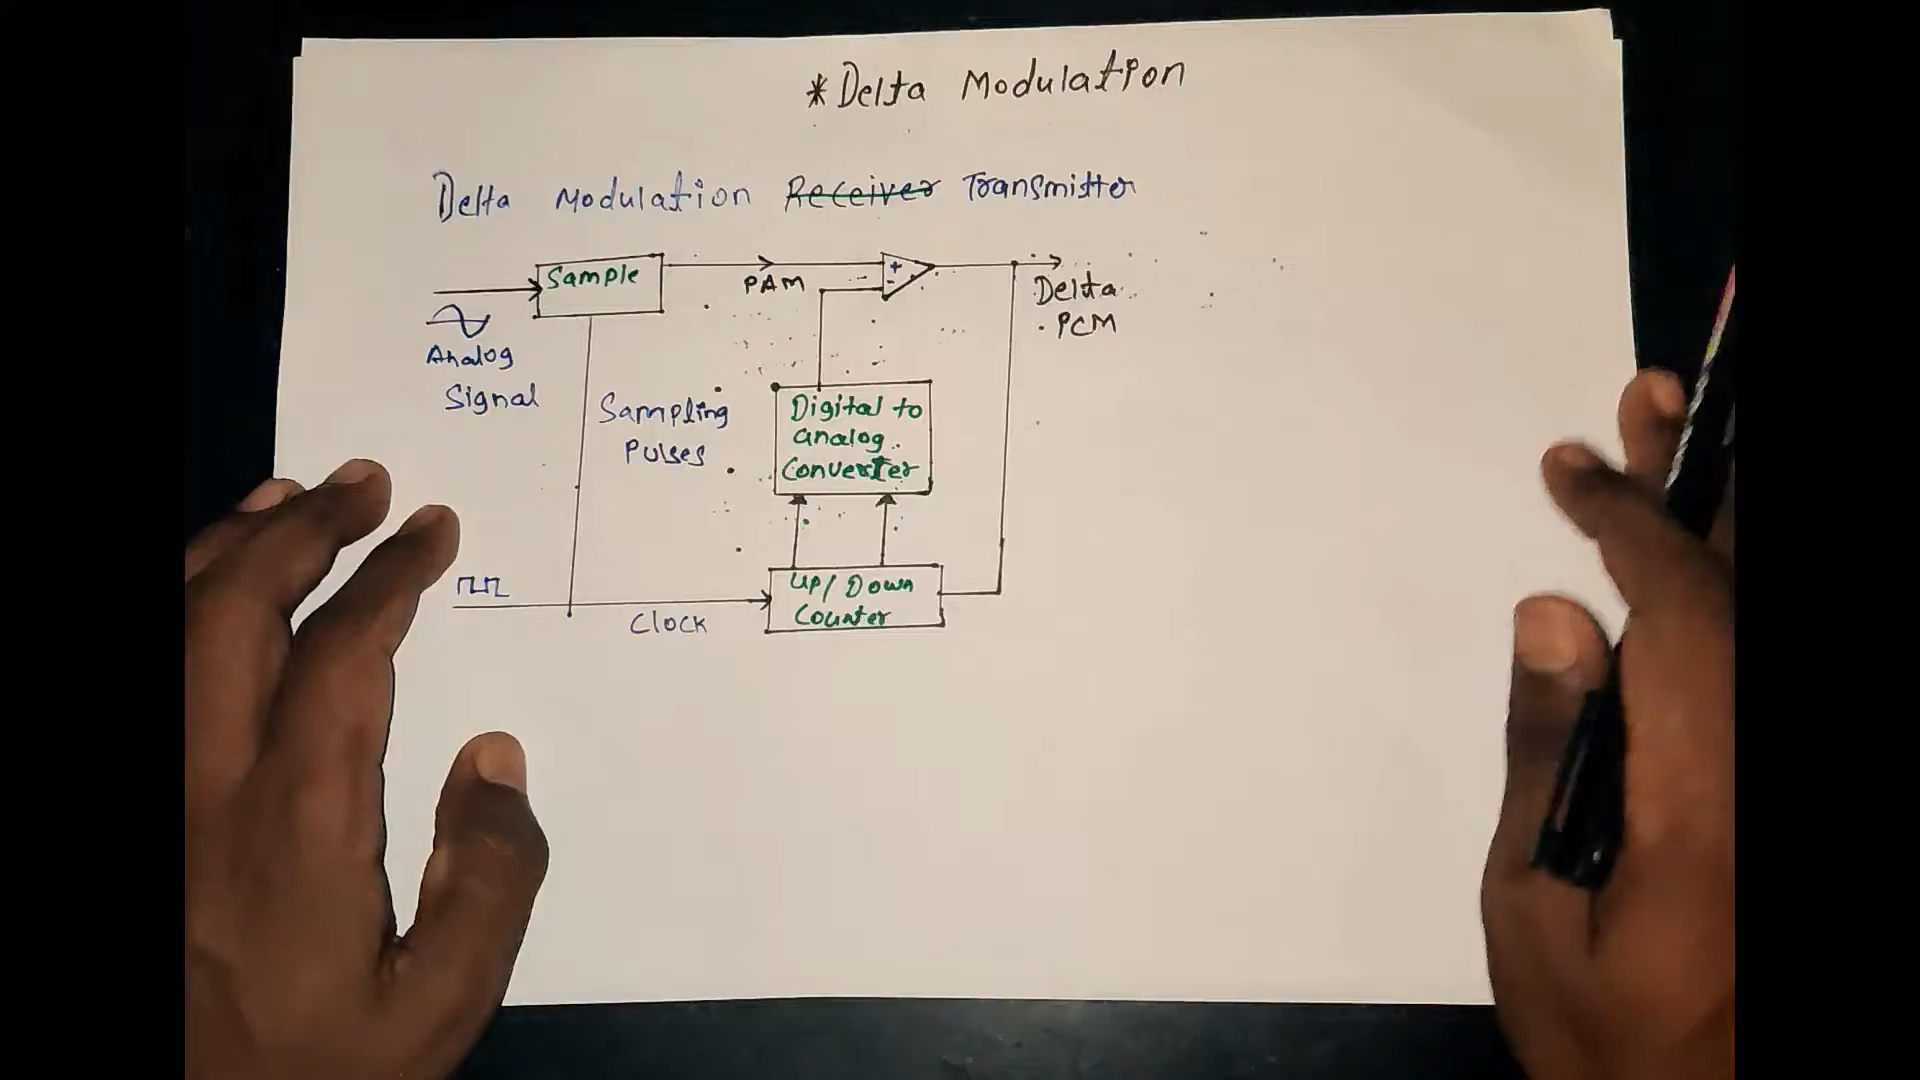 *Delta Modulation
Delta Modulation Receiver Transmitter
Sample
PAM
+
-
Delta
PCM
Analog
Signal
Sampling
Pulses
Digital to
analog
Converter
Clock
Up/Down
Counter